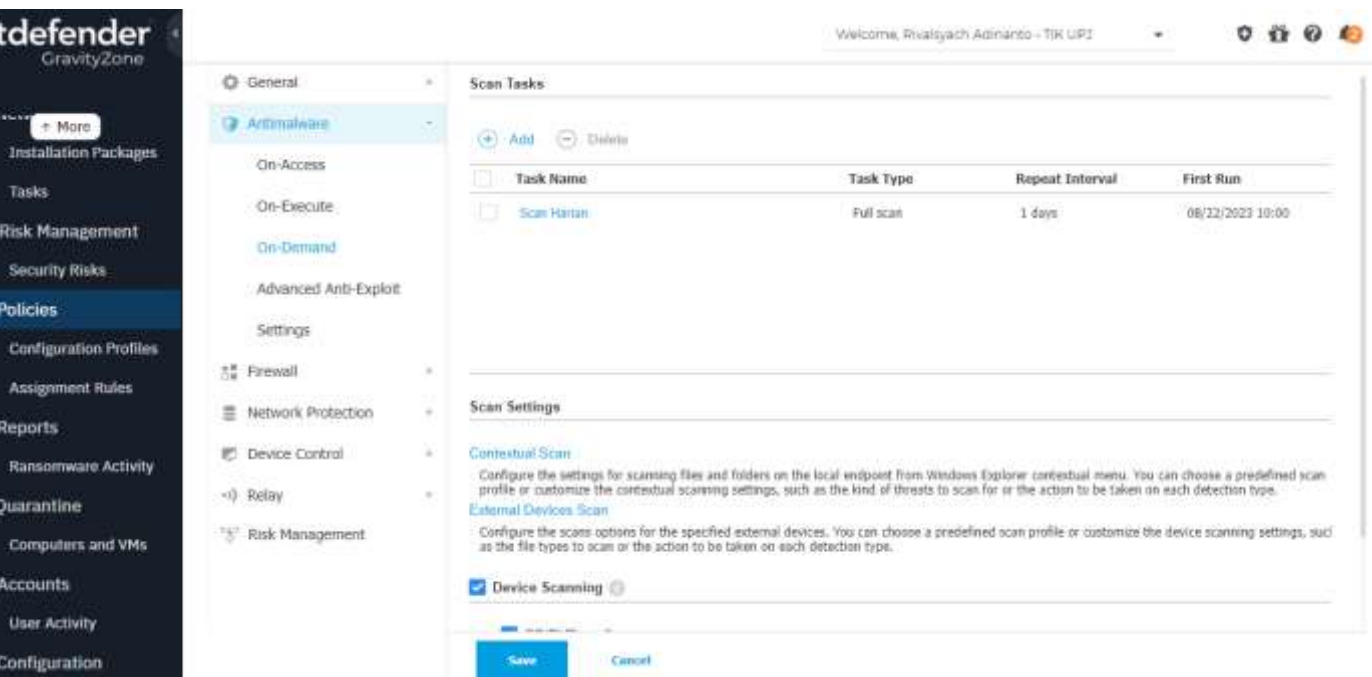 tdefender
GravityZone
Welcome, Rivalsyach Adinanto - TIK UPI
More
Installation Packages
Tasks
Risk Management
Security Risks
Policies
Configuration Profiles
Assignment Rules
Reports
Ransomware Activity
Quarantine
Computers and VMs
Accounts
User Activity
Configuration
General
Antimalware
On-Access
On-Execute
On-Demand
Advanced Anti-Exploit
Settings
Firewall
Network Protection
Device Control
Relay
Risk Management
Scan Tasks
Add Delete
Task Name Task Type Repeat Interval First Run
Scan Harian Full scan 1 days 08/22/2023 10:00
Scan Settings
Contextual Scan
Configure the settings for scanning files and folders on the local endpoint from Windows Explorer contextual menu. You can choose a predefined scan
profile or customize the contextual scanning settings, such as the kind of threats to scan for or the action to be taken on each detection type.
External Devices Scan
Configure the scans options for the specified external devices. You can choose a predefined scan profile or customize the device scanning settings, such
as the file types to scan or the action to be taken on each detection type.
Device Scanning
Save Cancel